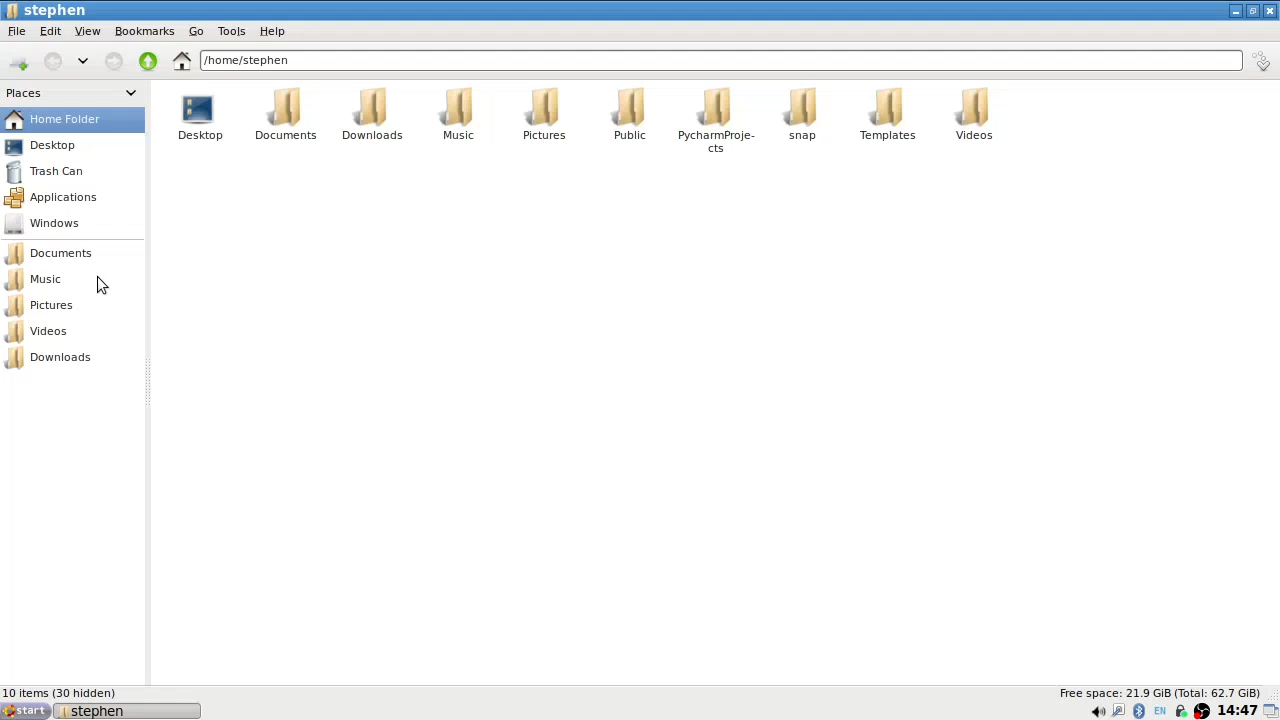 stephen
File Edit View Bookmarks Go Tools Help
/home/stephen
Places
Home Folder
Desktop
Trash Can
Applications
Windows
Documents
Music
Pictures
Videos
Downloads
Desktop Documents Downloads Music Pictures Public PycharmProje- snap Templates Videos
cts
10 items (30 hidden) Free space: 21.9 GiB (Total: 62.7 GiB)
start stephen EN 14:47